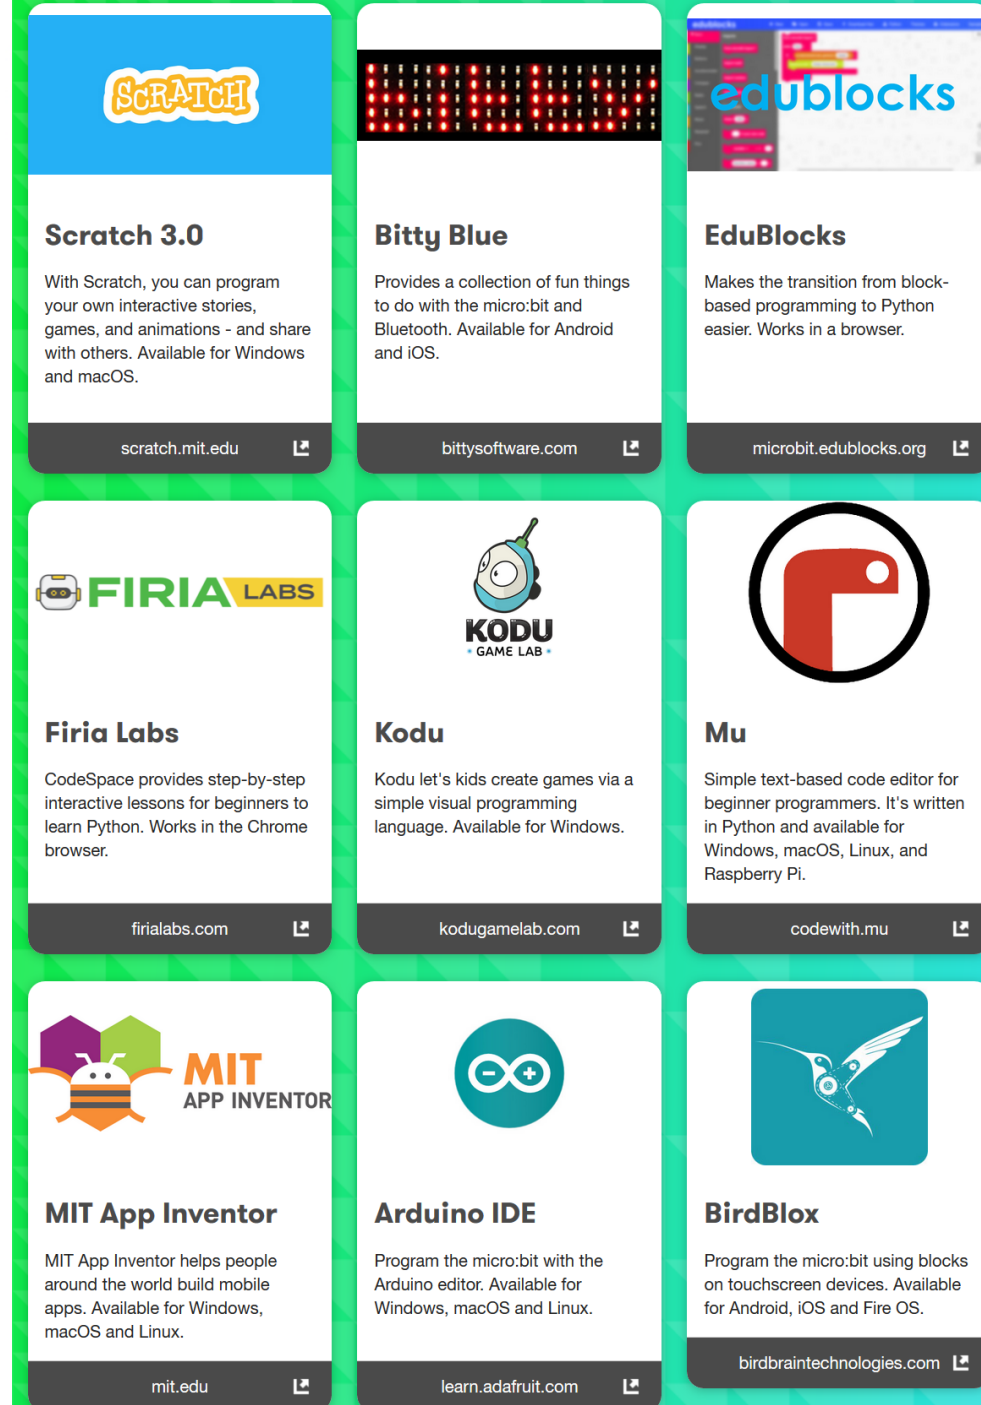 SCRATCH
Scratch 3.0
With Scratch, you can program
your own interactive stories,
games, and animations - and share
with others. Available for Windows
and macOS.
scratch.mit.edu
bitty
Bitty Blue
Provides a collection of fun things
to do with the micro:bit and
Bluetooth. Available for Android
and iOS.
bittysoftware.com
edublocks
edublocks
EduBlocks
Makes the transition from block-
based programming to Python
easier. Works in a browser.
microbit.edublocks.org
FIRIA LABS
Firia Labs
CodeSpace provides step-by-step
interactive lessons for beginners to
learn Python. Works in the Chrome
browser.
firialabs.com
KODU
GAME LAB
Kodu
Kodu let's kids create games via a
simple visual programming
language. Available for Windows.
kodugamelab.com
Mu
Simple text-based code editor for
beginner programmers. It's written
in Python and available for
Windows, macOS, Linux, and
Raspberry Pi.
codewith.mu
MIT
APP INVENTOR
MIT App Inventor
MIT App Inventor helps people
around the world build mobile
apps. Available for Windows,
macOS and Linux.
mit.edu
Arduino IDE
Program the micro:bit with the
Arduino editor. Available for
Windows, macOS and Linux.
learn.adafruit.com
BirdBlox
Program the micro:bit using blocks
on touchscreen devices. Available
for Android, iOS and Fire OS.
birdbraintechnologies.com